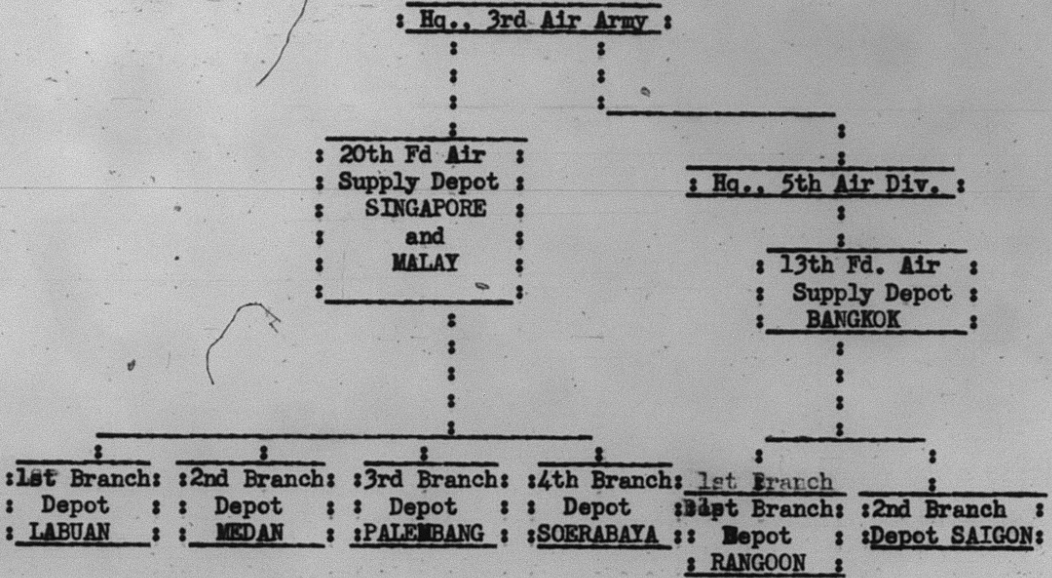 Hq., 3rd Air Army
20th Fd Air
Supply Depot
SINGAPORE
and
MALAY
Hq., 5th Air Div.
13th Fd. Air
Supply Depot
BANGKOK
1st Branch
Depot
LABUAN
2nd Branch
Depot
MEDAN
3rd Branch
Depot
PALEMBANG
4th Branch
Depot
SOERABAYA
1st Branch
1st Branch
Depot
RANGOON
2nd Branch
Depot SAIGON